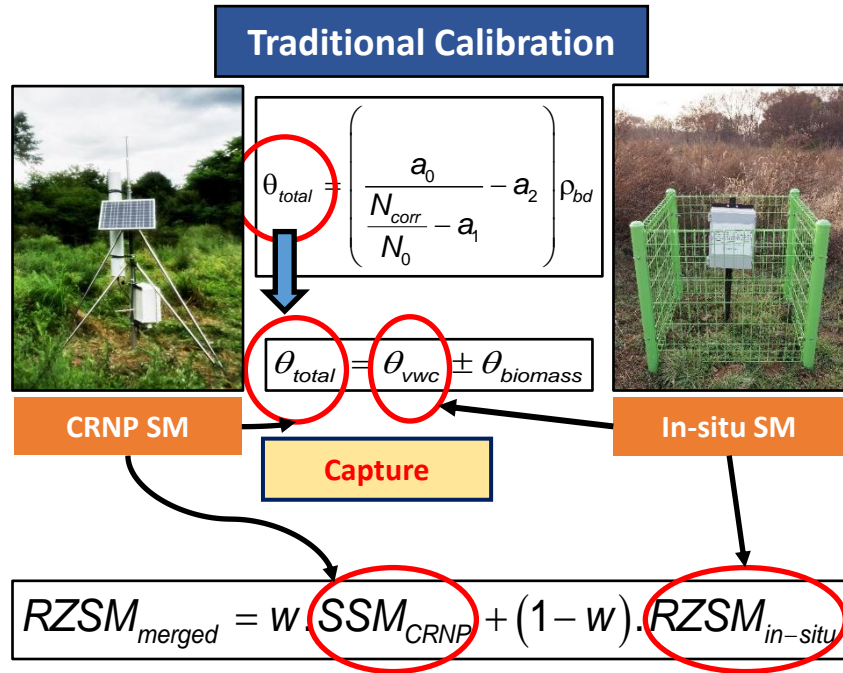 Traditional Calibration
θ_total = ( a_0 / ( N_corr / N_0 − a_1 ) − a_2 ) ρ_bd
θ_total = θ_vwc ± θ_biomass
CRNP SM
In-situ SM
Capture
RZSM_merged = w.SSM_CRNP + (1−w).RZSM_in−situ